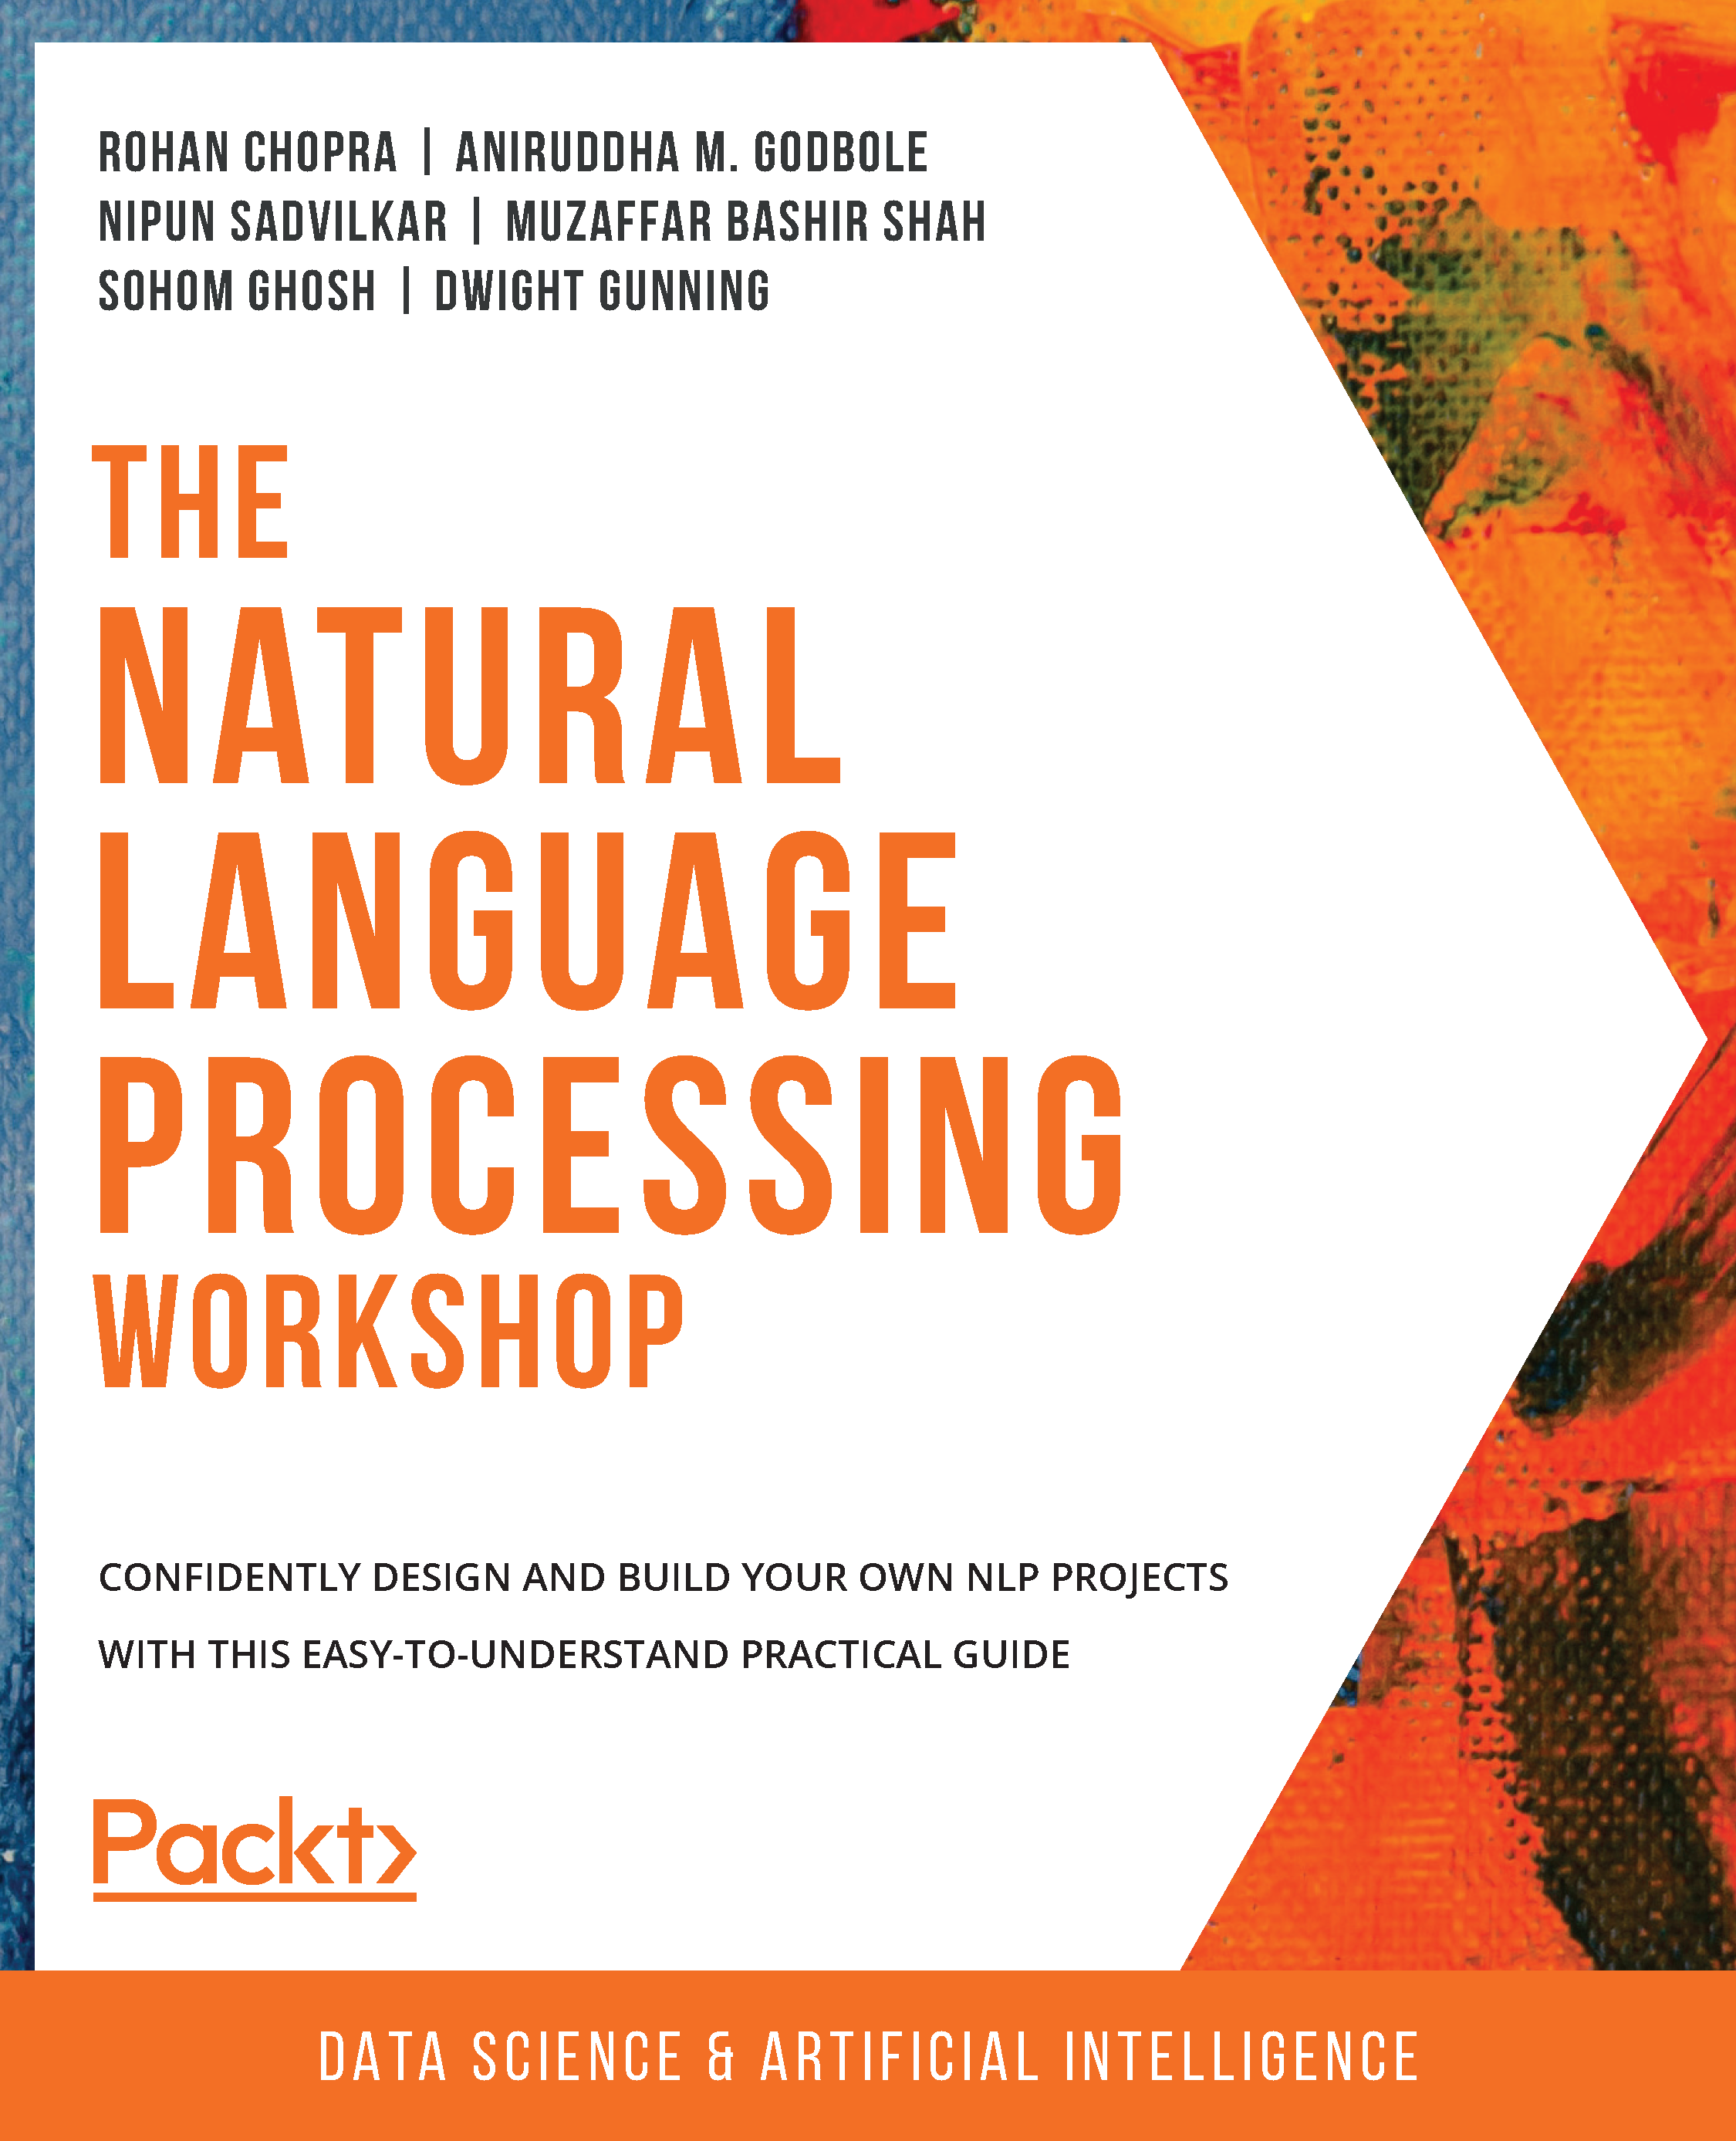 ROHAN CHOPRA | ANIRUDDHA M. GODBOLE
NIPUN SADVILKAR | MUZAFFAR BASHIR SHAH
SOHOM GHOSH | DWIGHT GUNNING
THE
NATURAL
LANGUAGE
PROCESSING
WORKSHOP
CONFIDENTLY DESIGN AND BUILD YOUR OWN NLP PROJECTS
WITH THIS EASY-TO-UNDERSTAND PRACTICAL GUIDE
Packt
DATA SCIENCE & ARTIFICIAL INTELLIGENCE